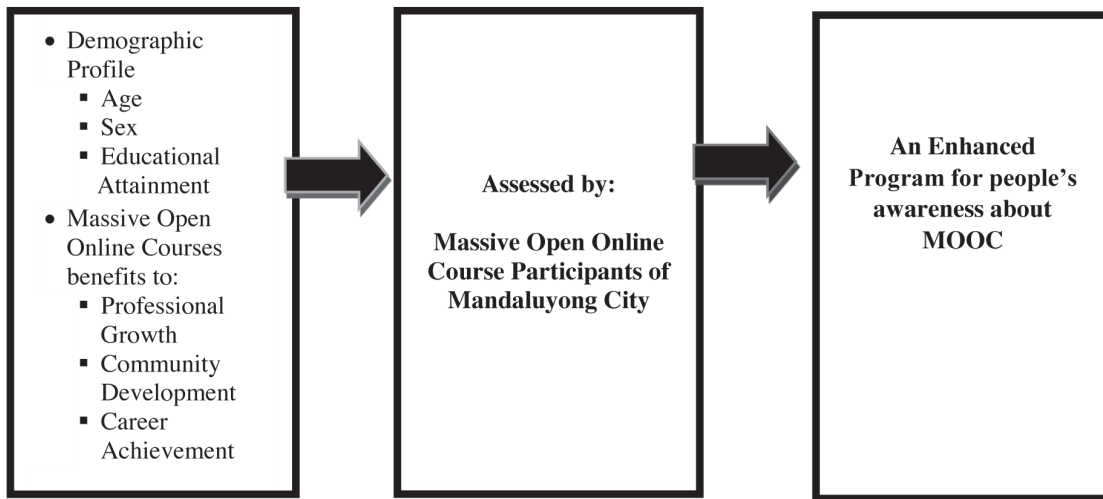 • Demographic
Profile
▪ Age
▪ Sex
▪ Educational
Attainment
• Massive Open
Online Courses
benefits to:
▪ Professional
Growth
▪ Community
Development
▪ Career
Achievement
Assessed by:
Massive Open Online
Course Participants of
Mandaluyong City
An Enhanced
Program for people’s
awareness about
MOOC